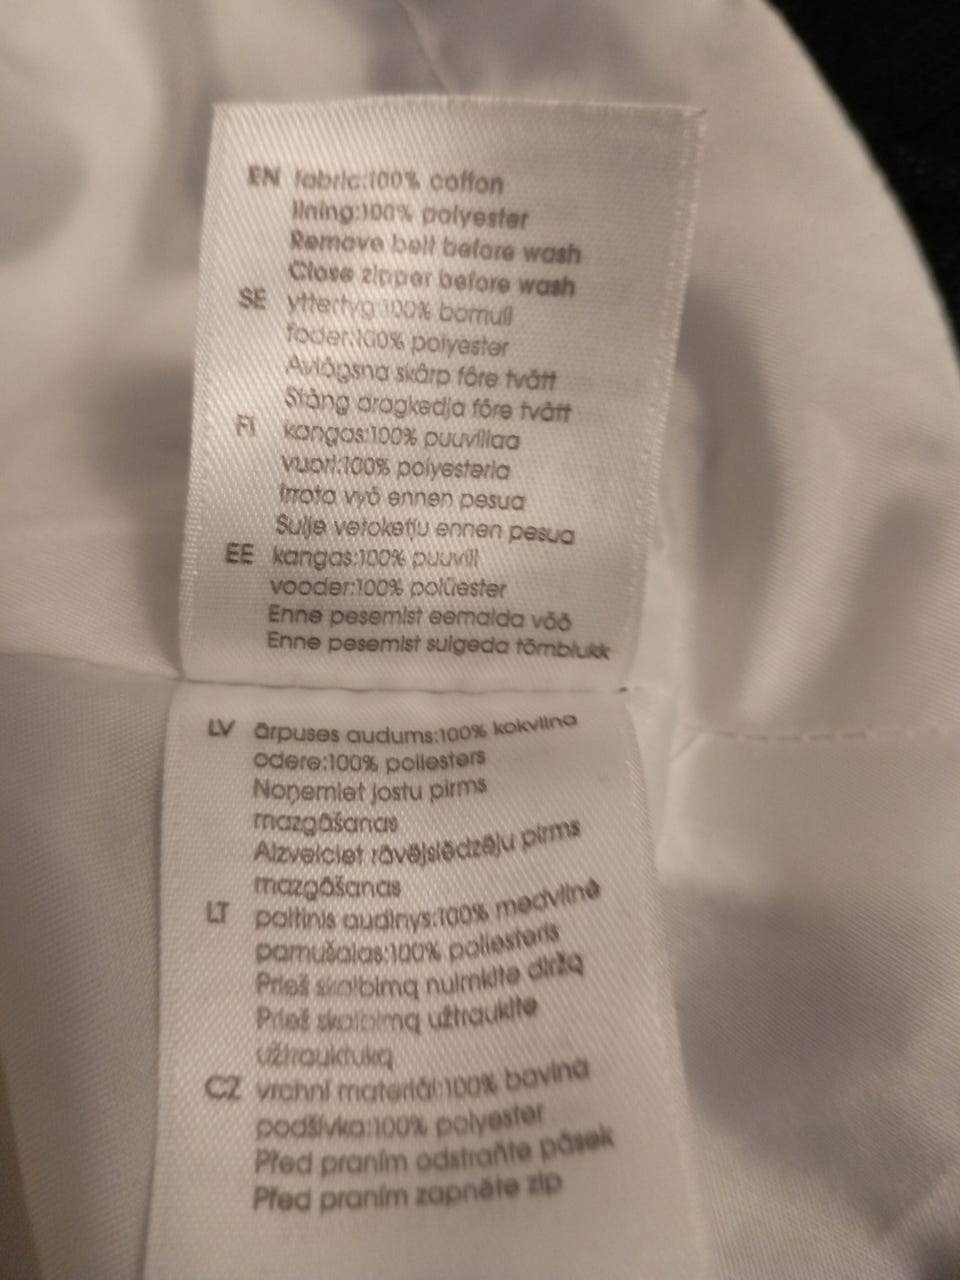 EN fabric:100% cotton
lining:100% polyester
Remove belt before wash
Close zipper before wash
SE yttertyg:100% bomull
foder:100% polyester
Avlägsna skärp före tvätt
Stäng dragkedja före tvätt
FI kangas:100% puuvillaa
vuori:100% polyesteria
Irrota vyö ennen pesua
Sulje vetoketju ennen pesua
EE kangas:100% puuvill
vooder:100% polüester
Enne pesemist eemalda vöö
Enne pesemist sulgeda tõmblukk
LV ārpuses audums:100% kokvilna
odere:100% poliesters
Noņemiet jostu pirms
mazgāšanas
Aizveiciet rāvējslēdzēju pirms
mazgāšanas
LT paltinis audinys:100% medvilnė
pamušalas:100% poliesteris
Prieš skalbimą nuimkite diržą
Prieš skalbimą užtraukite
užtrauktuką
CZ vrchní materiál:100% bavlna
podšívka:100% polyester
Před praním odstraňte pásek
Před praním zapněte zip